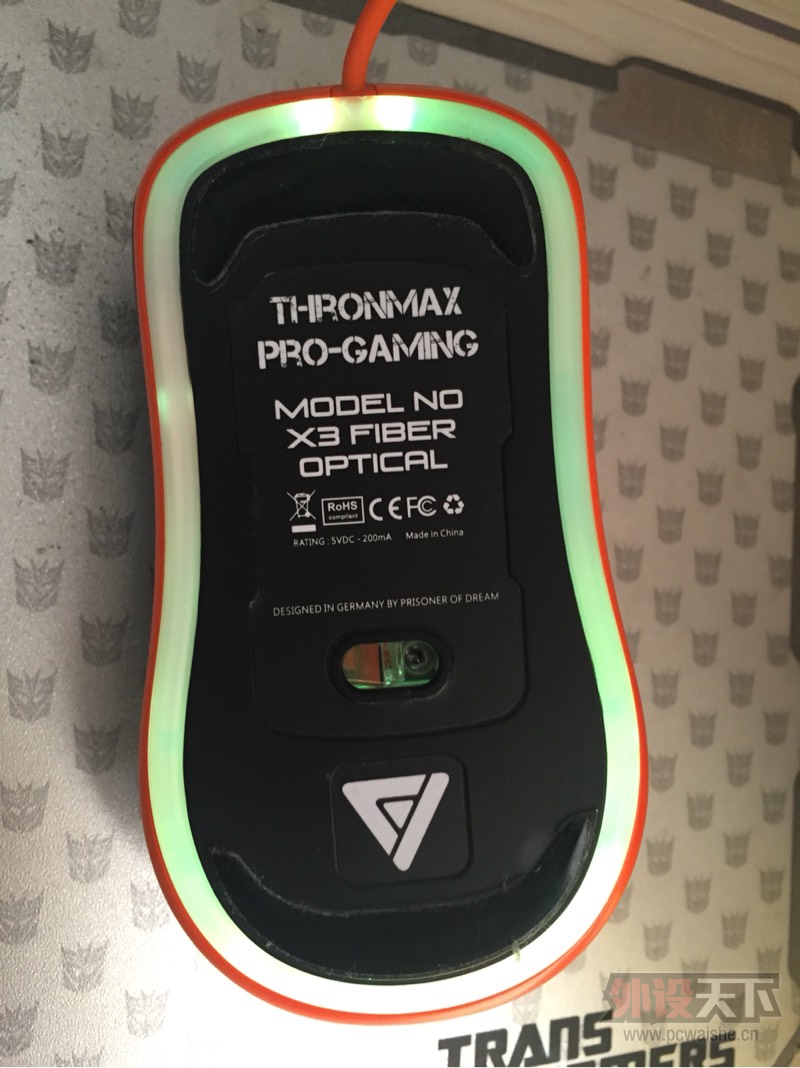 THRONMAX
PRO-GAMING
MODEL NO
X3 FIBER
OPTICAL
RoHS
compliant
CE FC
RATING : 5VDC - 200mA Made in China
DESIGNED IN GERMANY BY PRISONER OF DREAM
外设天下
www.pcwaishe.cn
TRANS